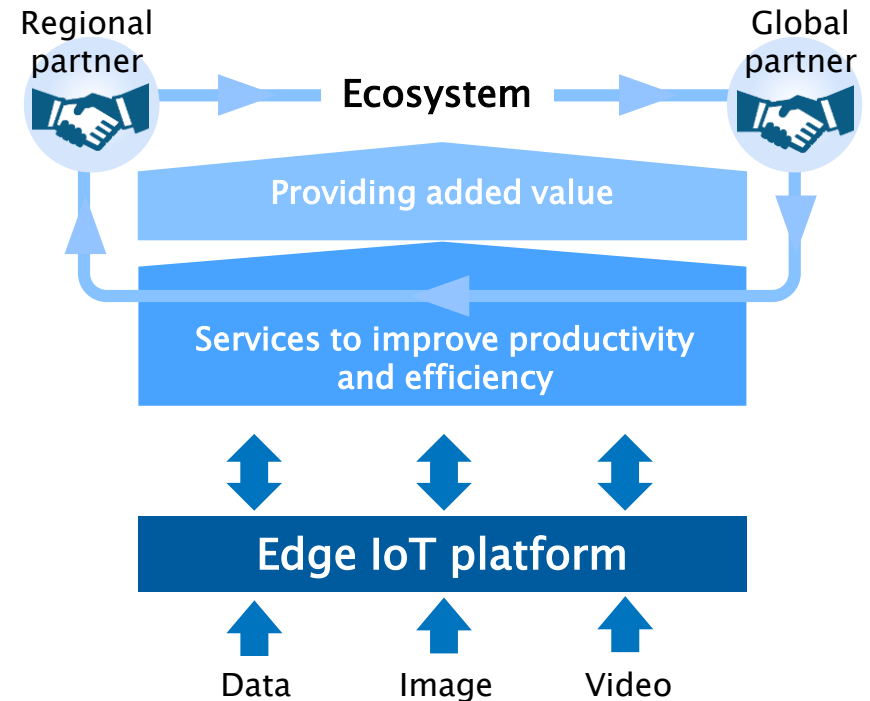 Regional
partner
Global
partner
Ecosystem
Providing added value
Services to improve productivity
and efficiency
Edge IoT platform
Data
Image
Video